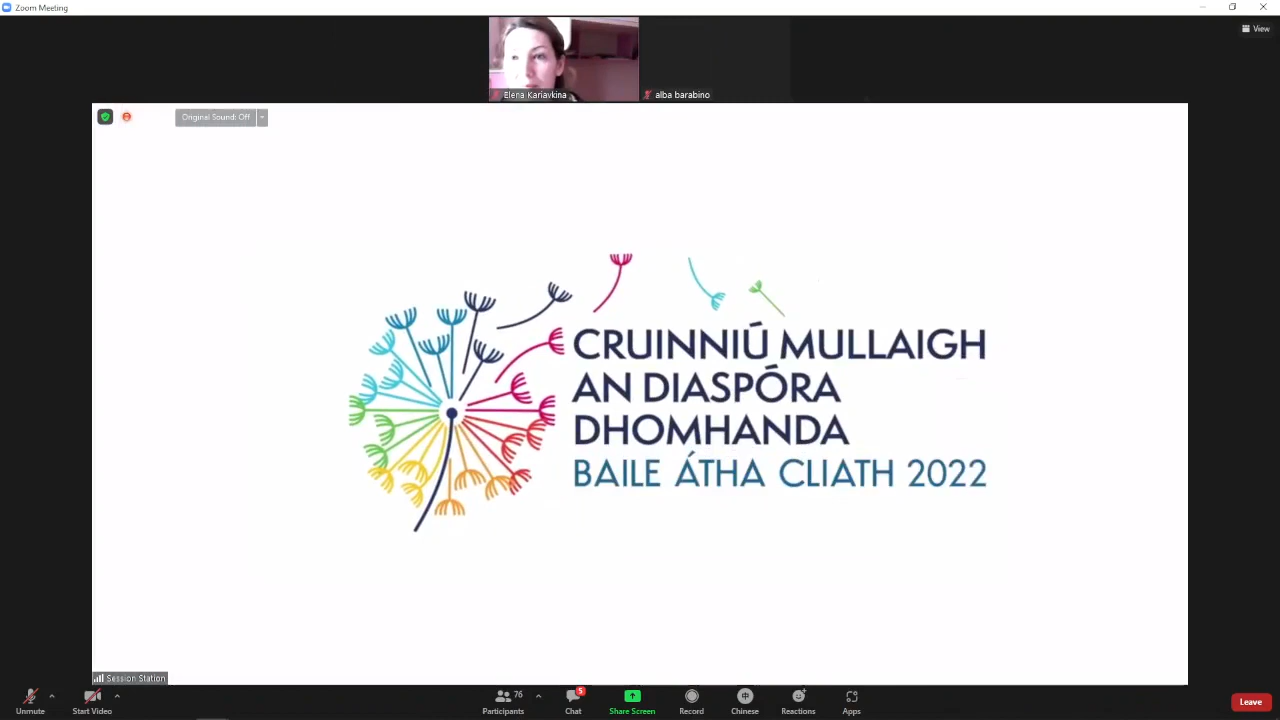 Zoom Meeting
View
Elena Kariavkina
alba barabino
Original Sound: Off
CRUINNIÚ MULLAIGH
AN DIASPÓRA
DHOMHANDA
BAILE ÁTHA CLIATH 2022
Session Station
Unmute
Start Video
Participants
76
Chat
5
Share Screen
Record
中
Chinese
Reactions
Apps
Leave